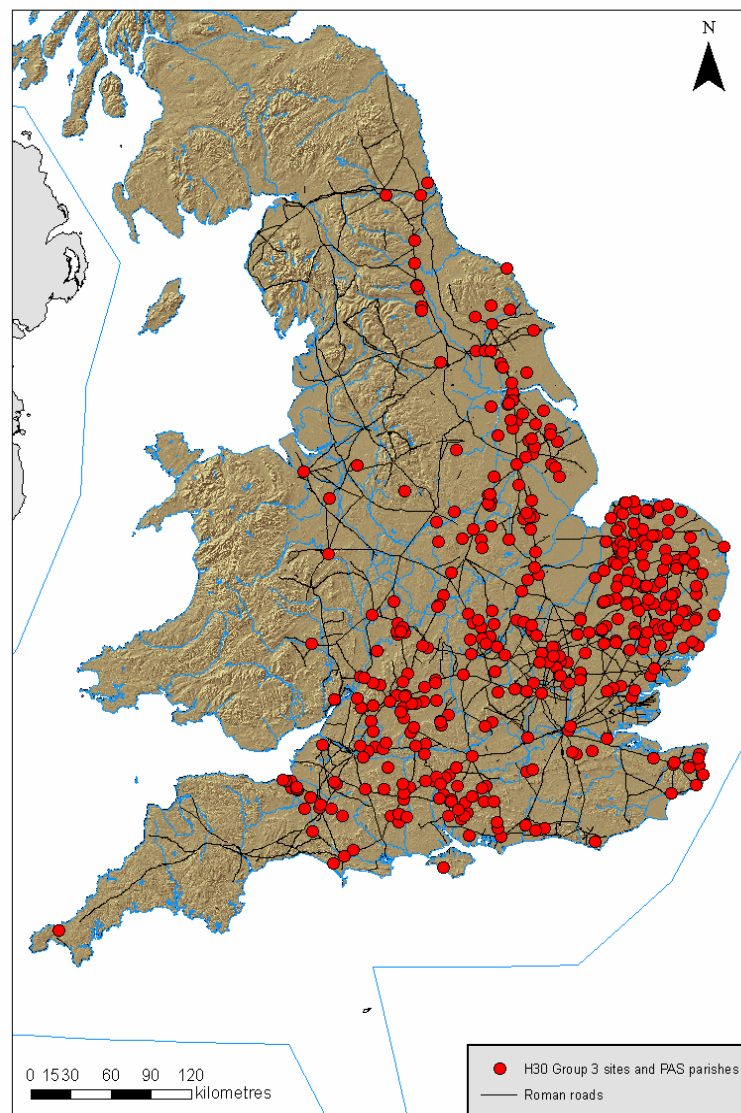 N
0 1530 60 90 120
kilometres
H30 Group 3 sites and PAS parishes
Roman roads